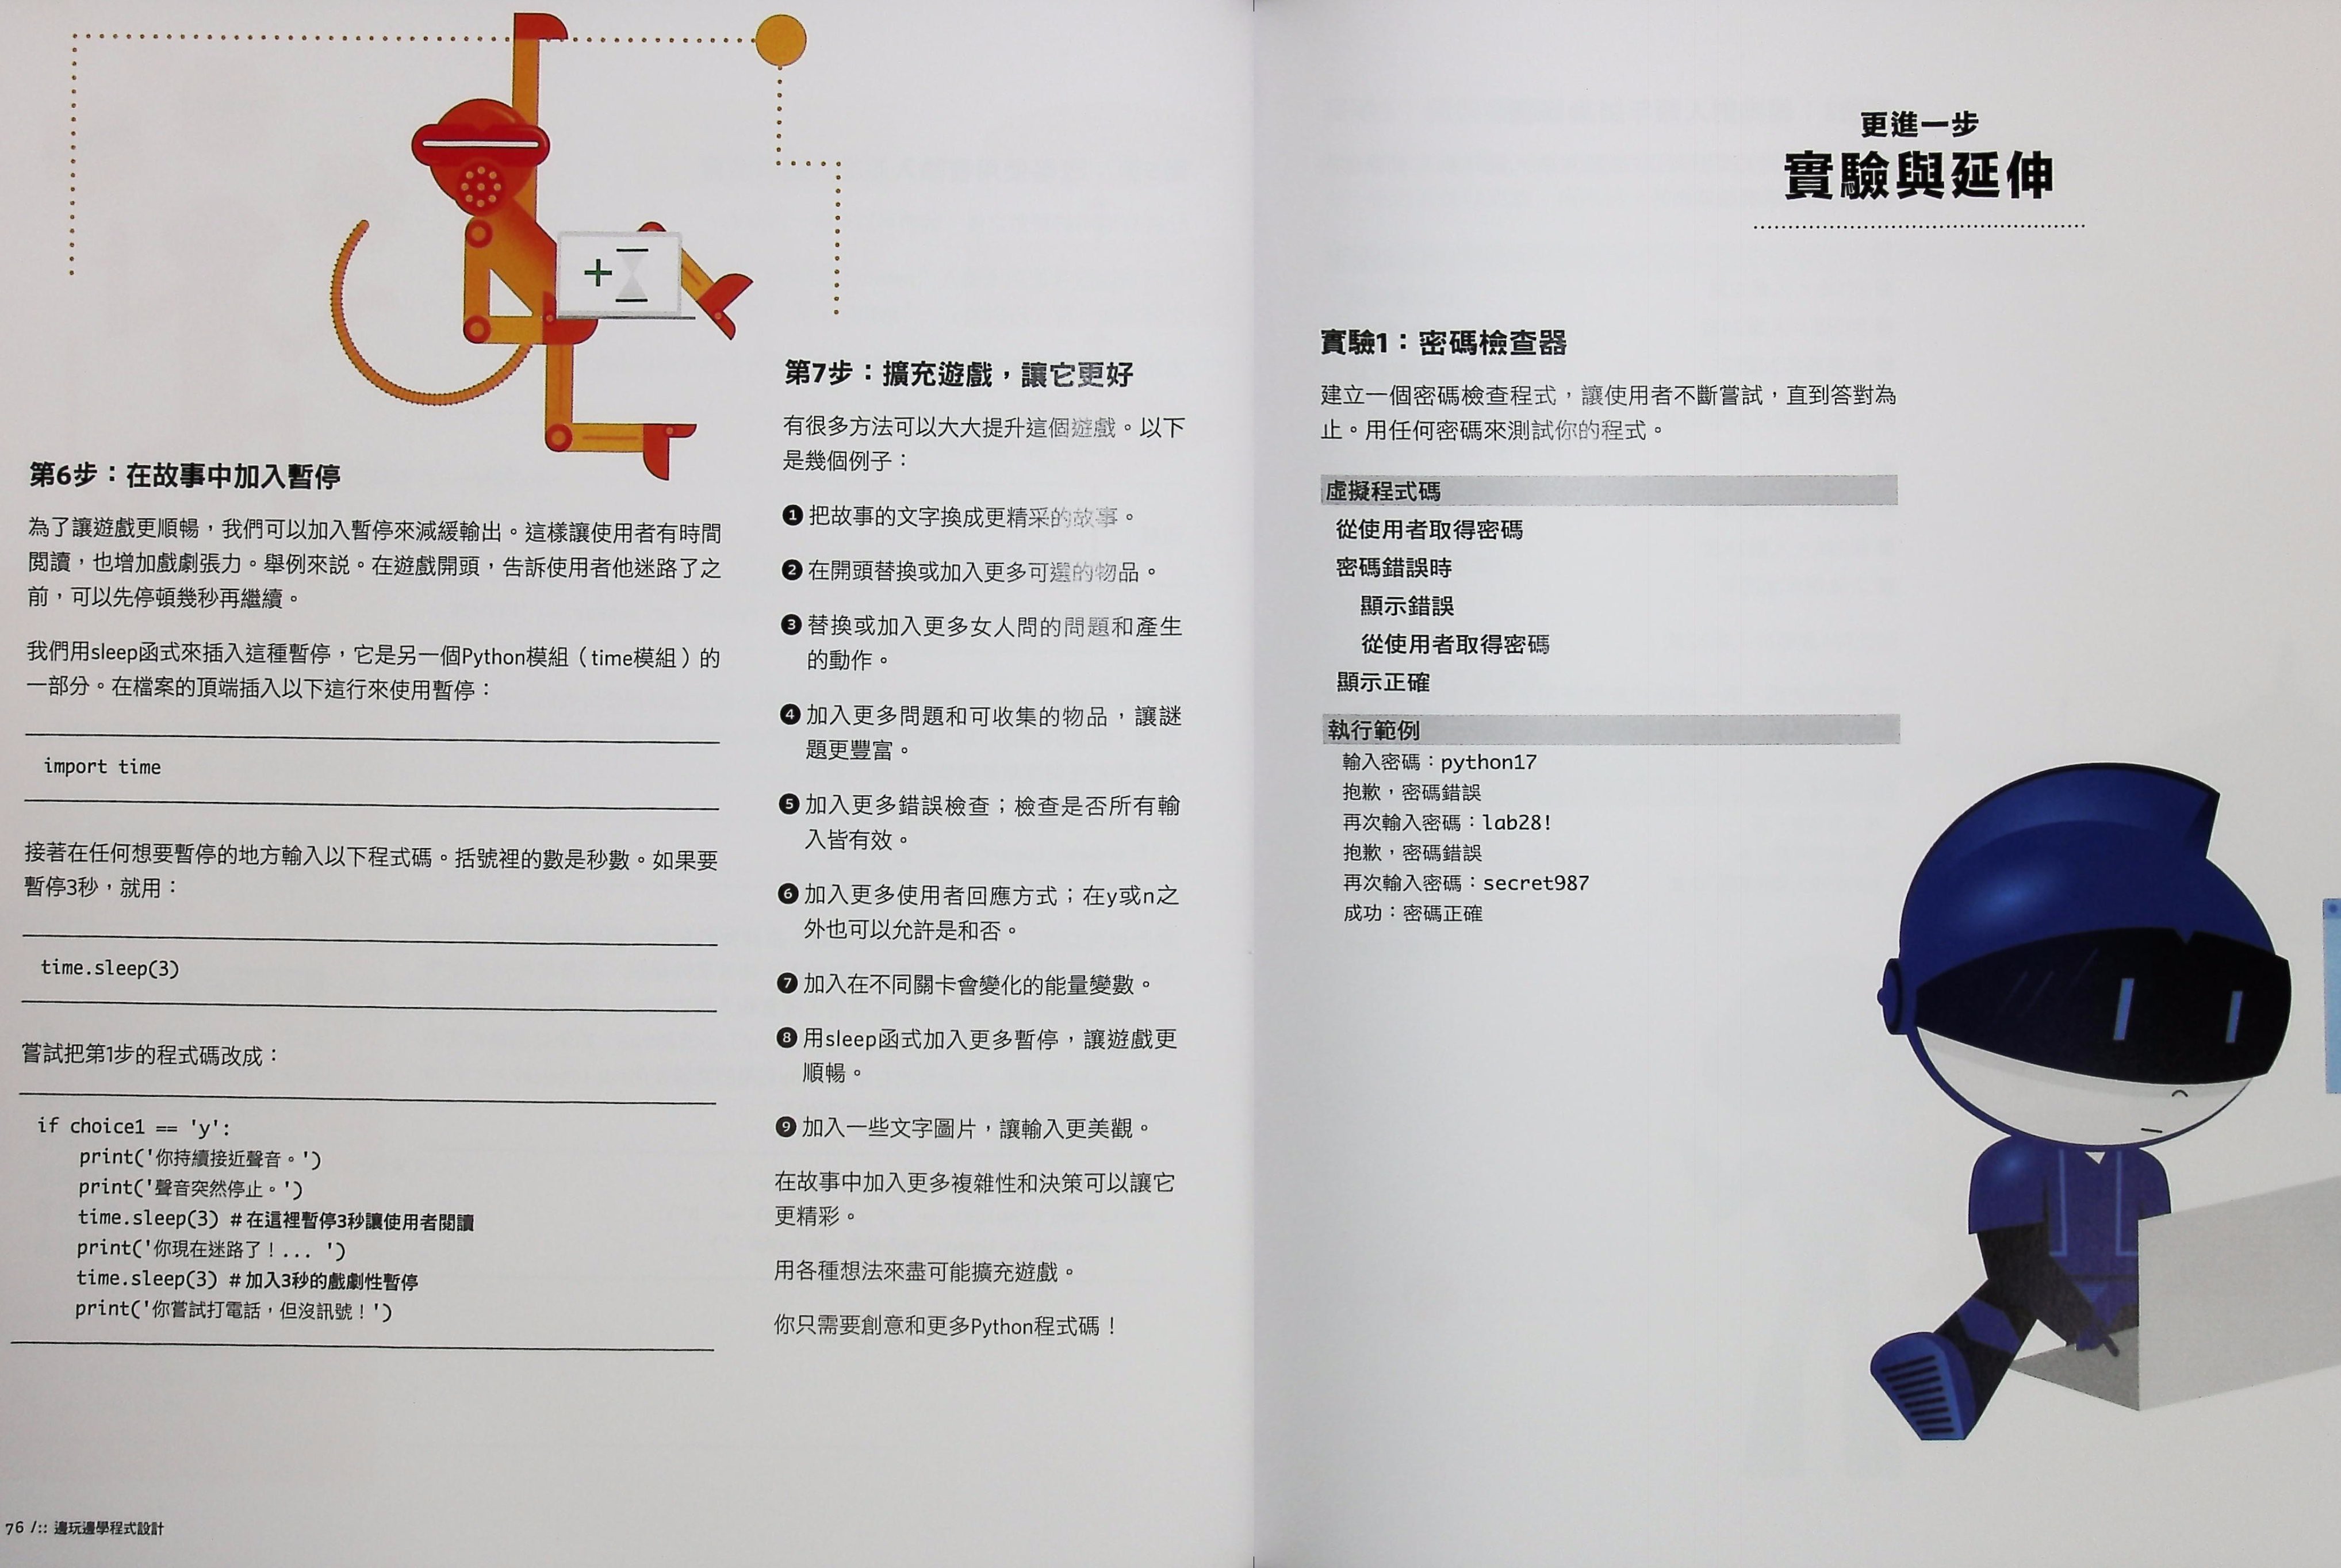 第6步：在故事中加入暫停
為了讓遊戲更順暢，我們可以加入暫停來減緩輸出。這樣讓使用者有時間
閱讀，也增加戲劇張力。舉例來説。在遊戲開頭，告訴使用者他迷路了之
前，可以先停頓幾秒再繼續。
我們用sleep函式來插入這種暫停，它是另一個Python模組（time模組）的
一部分。在檔案的頂端插入以下這行來使用暫停：
import time
接著在任何想要暫停的地方輸入以下程式碼。括號裡的數是秒數。如果要
暫停3秒，就用：
time.sleep(3)
嘗試把第1步的程式碼改成：
if choice1 == 'y':
    print('你持續接近聲音。')
    print('聲音突然停止。')
    time.sleep(3) #在這裡暫停3秒讓使用者閱讀
    print('你現在迷路了！... ')
    time.sleep(3) #加入3秒的戲劇性暫停
    print('你嘗試打電話，但沒訊號！')
76 /:: 邊玩邊學程式設計
第7步：擴充遊戲，讓它更好
有很多方法可以大大提升這個遊戲。以下
是幾個例子：
❶ 把故事的文字換成更精采的故事。
❷ 在開頭替換或加入更多可選的物品。
❸ 替換或加入更多女人問的問題和產生
的動作。
❹ 加入更多問題和可收集的物品，讓謎
題更豐富。
❺ 加入更多錯誤檢查；檢查是否所有輸
入皆有效。
❻ 加入更多使用者回應方式；在y或n之
外也可以允許是和否。
❼ 加入在不同關卡會變化的能量變數。
❽ 用sleep函式加入更多暫停，讓遊戲更
順暢。
❾ 加入一些文字圖片，讓輸入更美觀。
在故事中加入更多複雜性和決策可以讓它
更精彩。
用各種想法來盡可能擴充遊戲。
你只需要創意和更多Python程式碼！
更進一步
實驗與延伸
實驗1：密碼檢查器
建立一個密碼檢查程式，讓使用者不斷嘗試，直到答對為
止。用任何密碼來測試你的程式。
虛擬程式碼
從使用者取得密碼
密碼錯誤時
    顯示錯誤
    從使用者取得密碼
顯示正確
執行範例
輸入密碼：python17
抱歉，密碼錯誤
再次輸入密碼：lab28!
抱歉，密碼錯誤
再次輸入密碼：secret987
成功：密碼正確